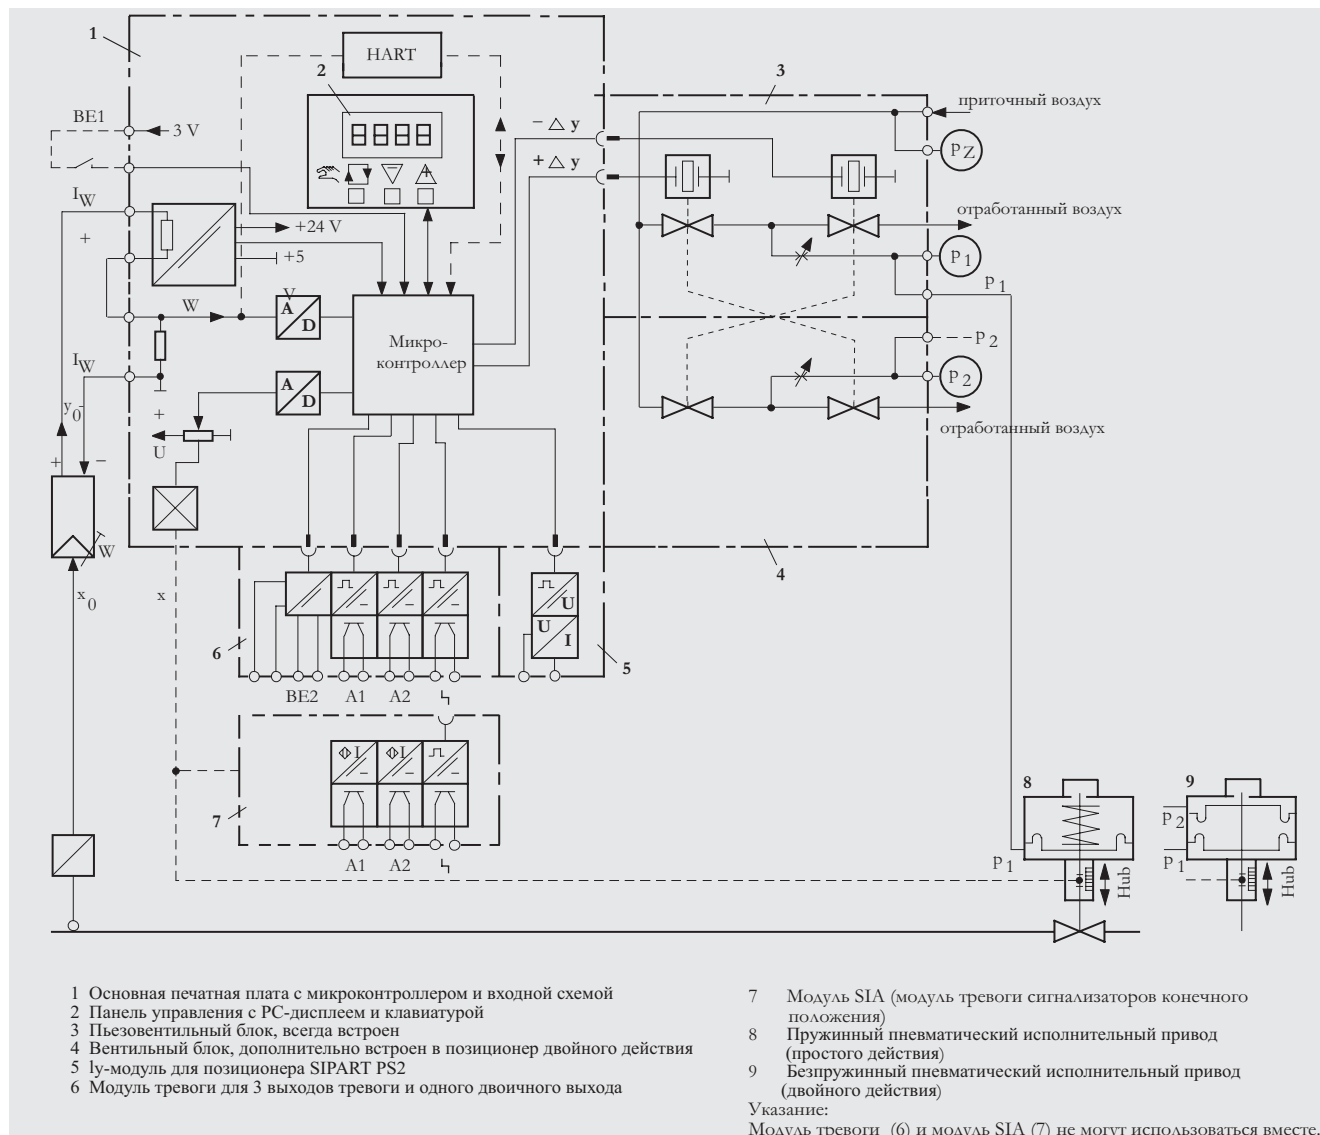 1
HART
2
3
BE1
3 V
− △ y
приточный воздух
pZ
+ △ y
IW
отработанный воздух
+24 V
+
+5
p1
V
W
A
D
p1
Микро-
контроллер
p2
IW
A
D
p2
y0
+
отработанный воздух
U
+
−
W
4
x0
x
U
U
I
6
5
BE2
A1
A2
I
I
8
9
7
p2
A1
A2
p1
p1
Hub
Hub
1 Основная печатная плата с микроконтроллером и входной схемой
2 Панель управления с РС-дисплеем и клавиатурой
3 Пьезовентильный блок, всегда встроен
4 Вентильный блок, дополнительно встроен в позиционер двойного действия
5 ly-модуль для позиционера SIPART PS2
6 Модуль тревоги для 3 выходов тревоги и одного двоичного выхода
7 Модуль SIA (модуль тревоги сигнализаторов конечного
положения)
8 Пружинный пневматический исполнительный привод
(простого действия)
9 Безпружинный пневматический исполнительный привод
(двойного действия)
Указание:
Модуль тревоги (6) и модуль SIA (7) не могут использоваться вместе.